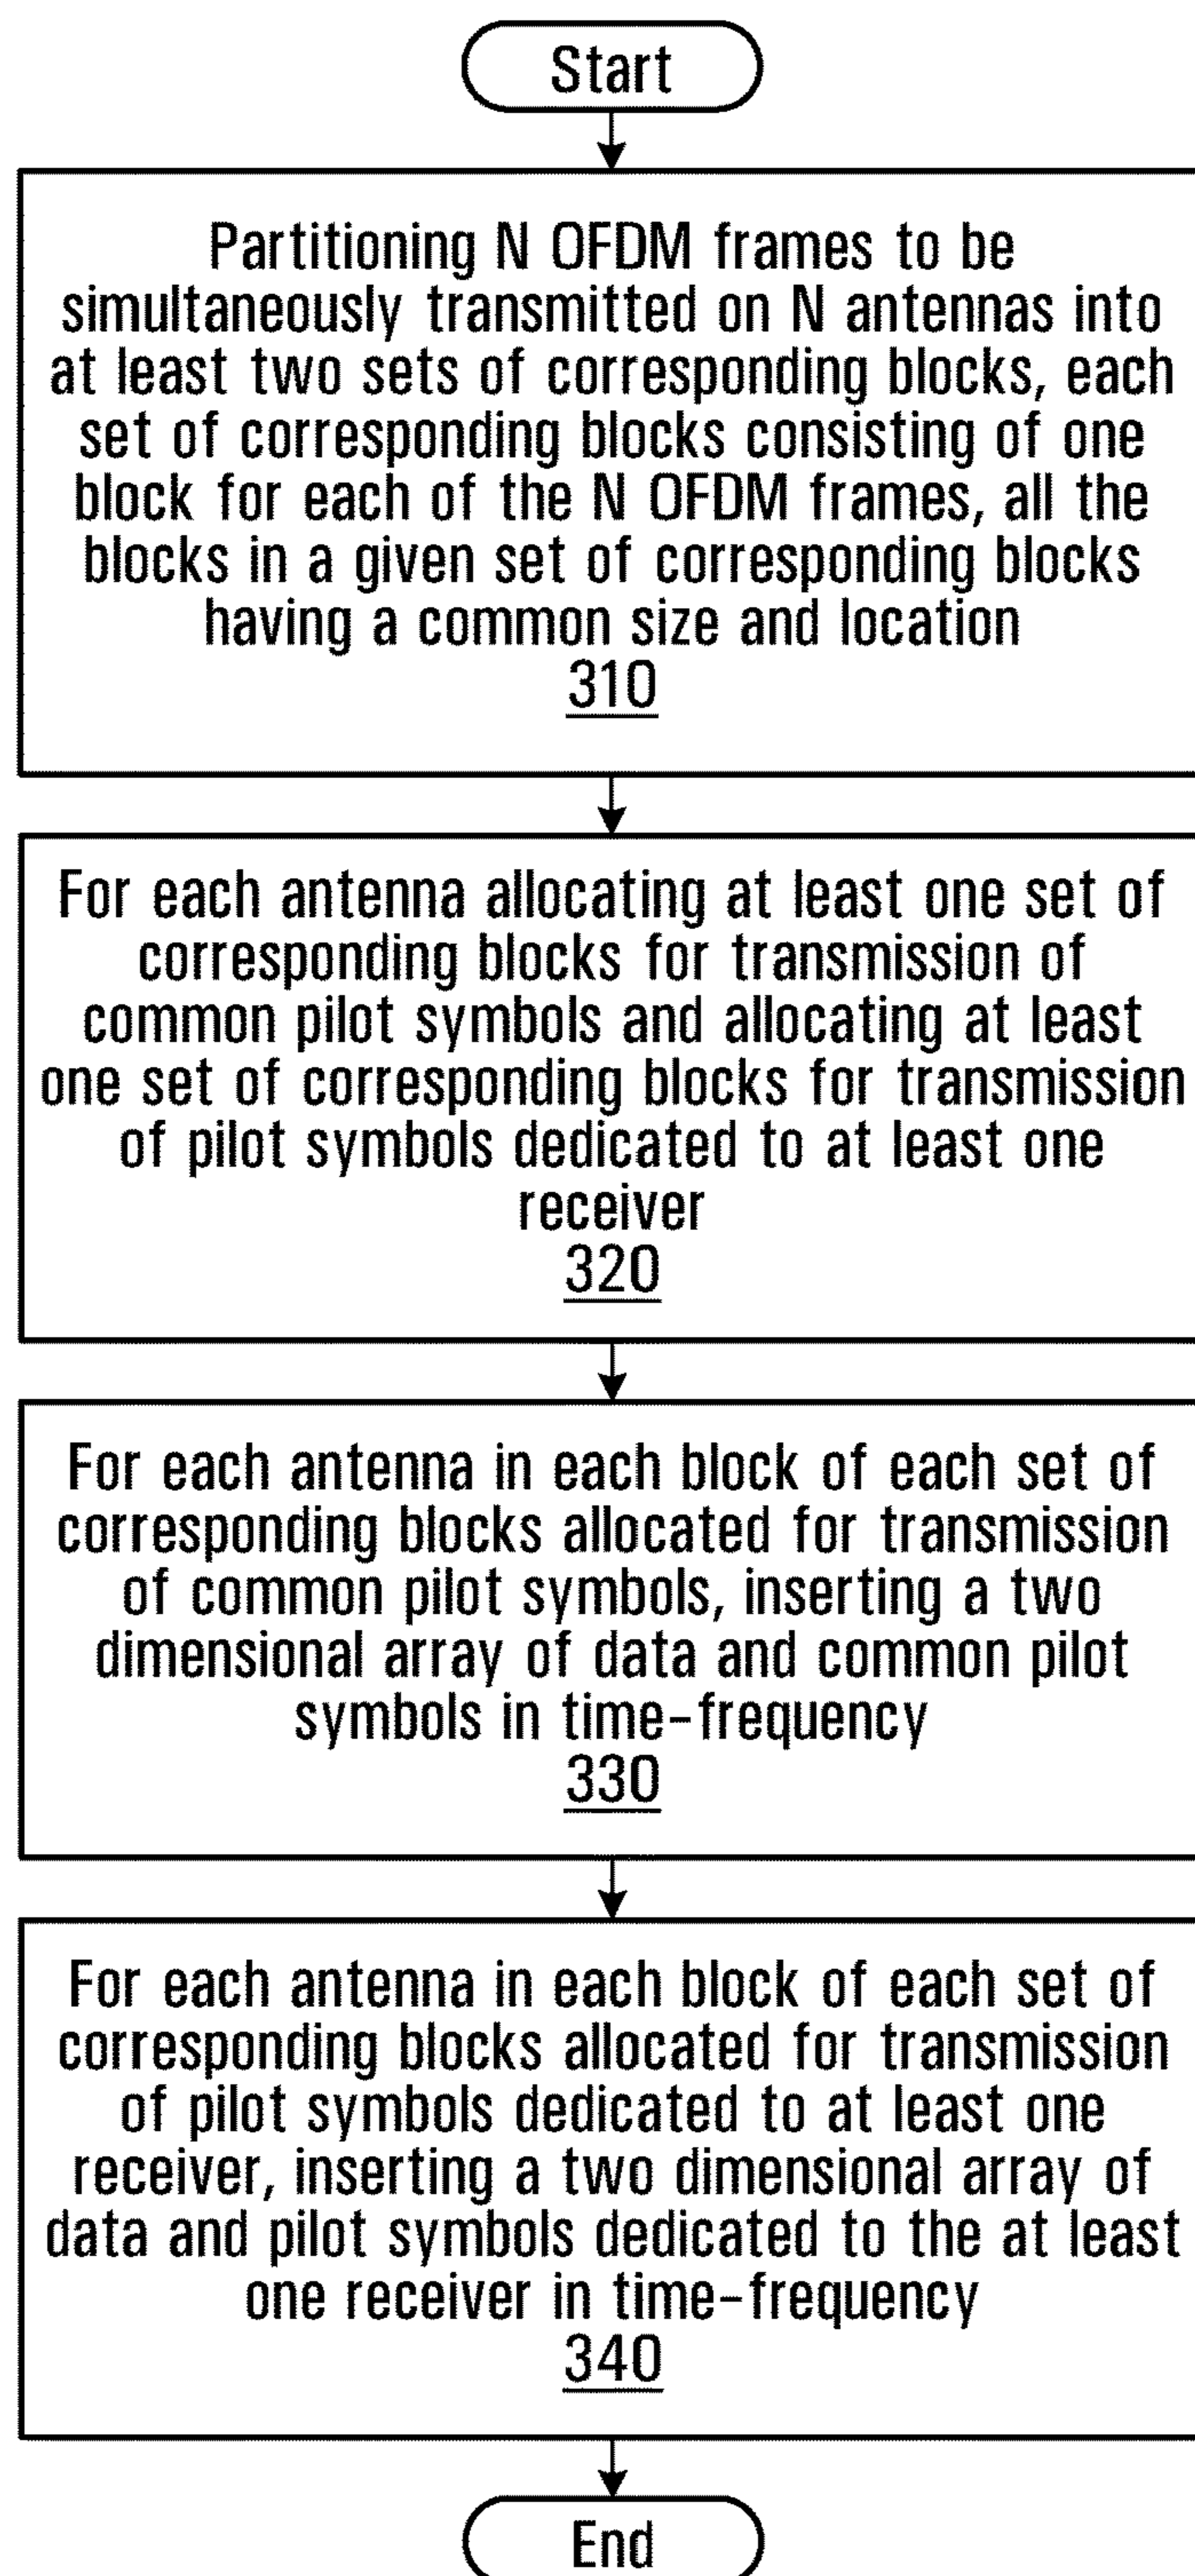 Start
Partitioning N OFDM frames to be
simultaneously transmitted on N antennas into
at least two sets of corresponding blocks, each
set of corresponding blocks consisting of one
block for each of the N OFDM frames, all the
blocks in a given set of corresponding blocks
having a common size and location
310
For each antenna allocating at least one set of
corresponding blocks for transmission of
common pilot symbols and allocating at least
one set of corresponding blocks for transmission
of pilot symbols dedicated to at least one
receiver
320
For each antenna in each block of each set of
corresponding blocks allocated for transmission
of common pilot symbols, inserting a two
dimensional array of data and common pilot
symbols in time-frequency
330
For each antenna in each block of each set of
corresponding blocks allocated for transmission
of pilot symbols dedicated to at least one
receiver, inserting a two dimensional array of
data and pilot symbols dedicated to the at least
one receiver in time-frequency
340
End